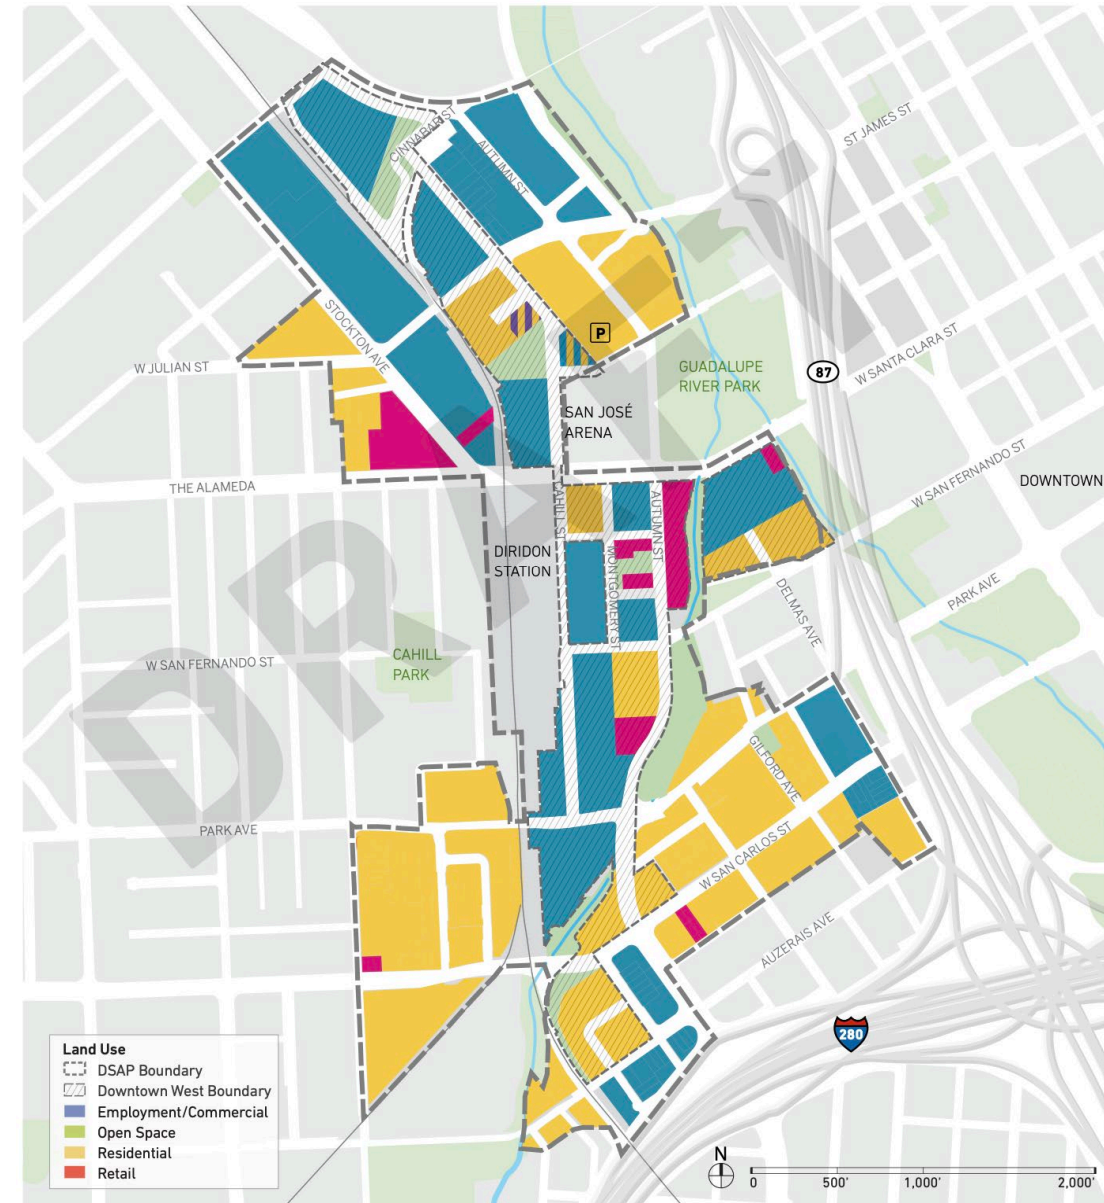 ST JAMES ST
CINNABAR ST
AUTUMN ST
STOCKTON AVE
W JULIAN ST
P
GUADALUPE
RIVER PARK
87
W SANTA CLARA ST
SAN JOSÉ
ARENA
W SAN FERNANDO ST
DOWNTOWN
THE ALAMEDA
CAHILL ST
AUTUMN ST
MONTGOMERY ST
DIRIDON
STATION
DELMAS AVE
PARK AVE
W SAN FERNANDO ST
CAHILL
PARK
GILFORD AVE
PARK AVE
W SAN CARLOS ST
AUZERAIS AVE
280
DRAFT
Land Use
DSAP Boundary
Downtown West Boundary
Employment/Commercial
Open Space
Residential
Retail
N
0 500' 1,000' 2,000'